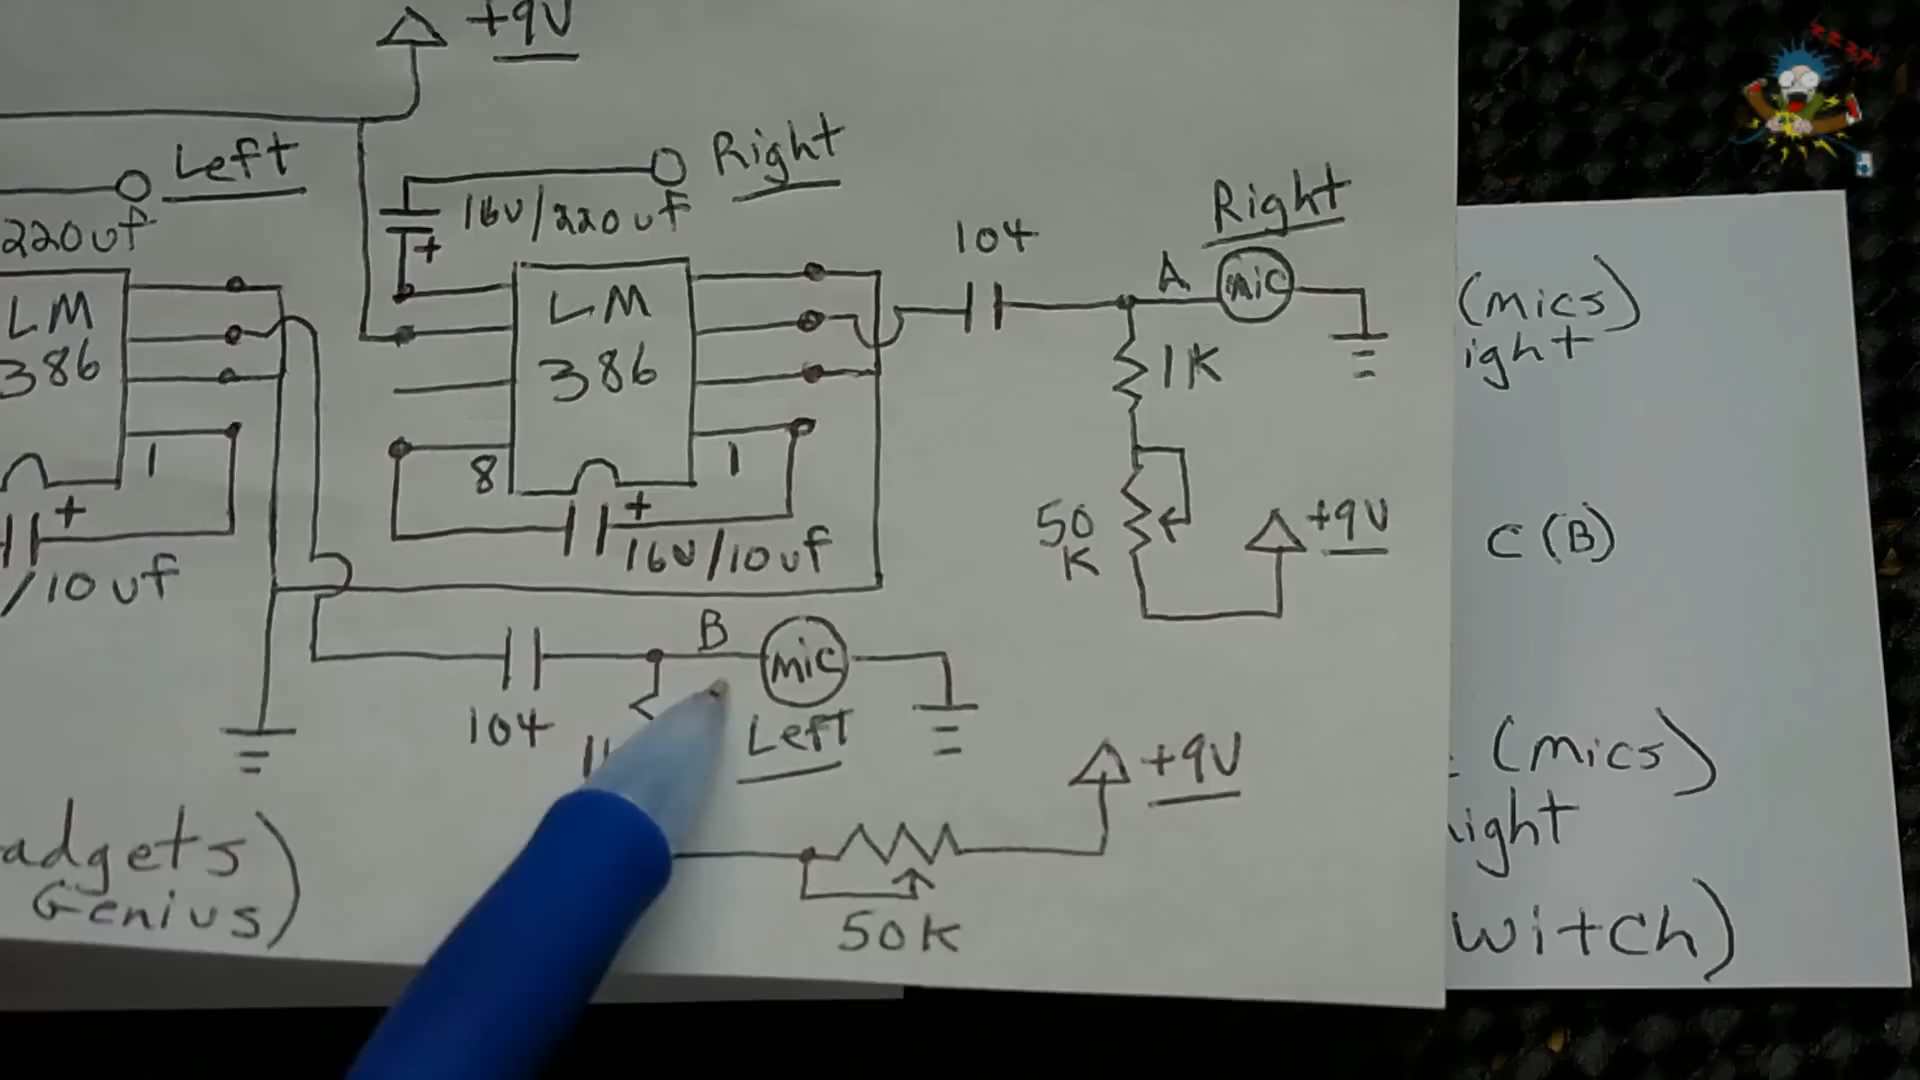 +9V
Left
220uf
LM
386
1
+
/10uf
Right
16V/220uf
+
LM
386
8
1
+
16V/10uf
104
A
Right
mic
1K
50
K
+9V
B
mic
Left
104
50K
+9V
adgets)
Genius)
(mics)
ight
C (B)
(mics)
ight
witch)